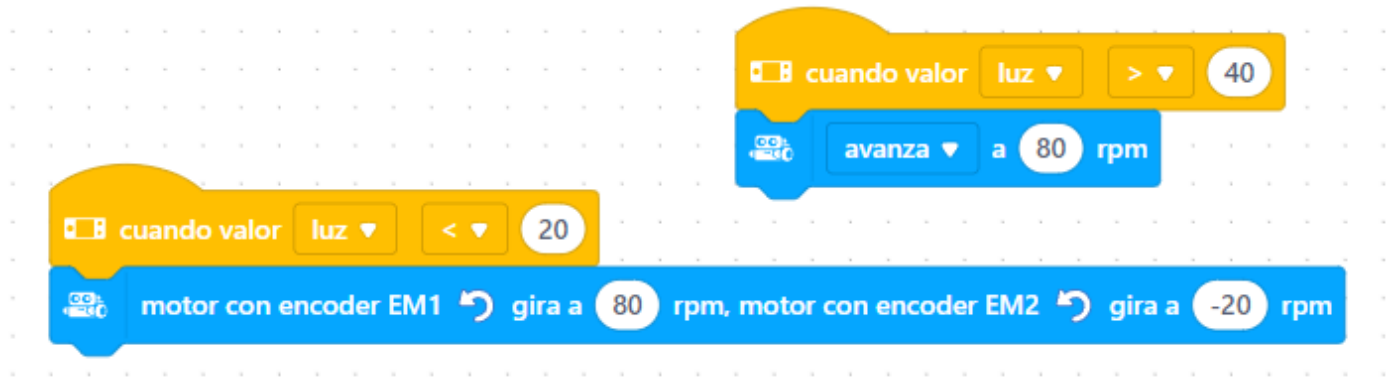 cuando valor luz > 40
avanza a 80 rpm
cuando valor luz < 20
motor con encoder EM1 gira a 80 rpm, motor con encoder EM2 gira a -20 rpm